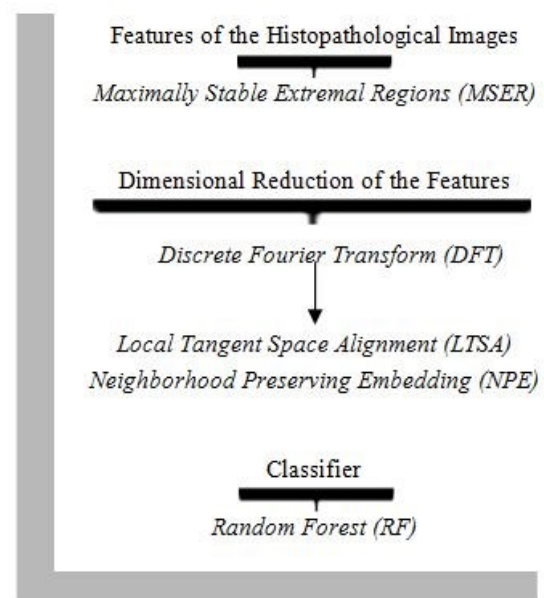 Features of the Histopathological Images
Maximally Stable Extremal Regions (MSER)
Dimensional Reduction of the Features
Discrete Fourier Transform (DFT)
Local Tangent Space Alignment (LTSA)
Neighborhood Preserving Embedding (NPE)
Classifier
Random Forest (RF)